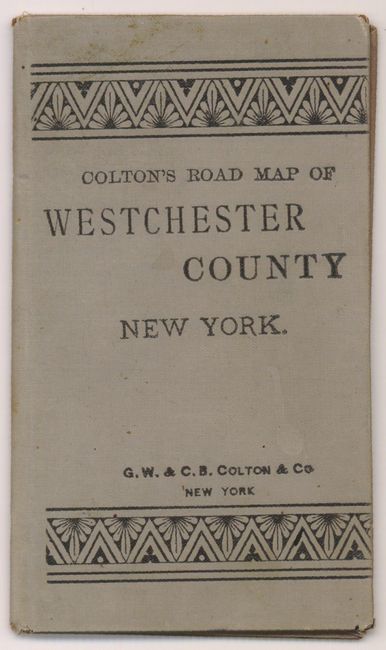 COLTON'S ROAD MAP OF
WESTCHESTER
COUNTY
NEW YORK.
G. W. & C. B. COLTON & CO
NEW YORK